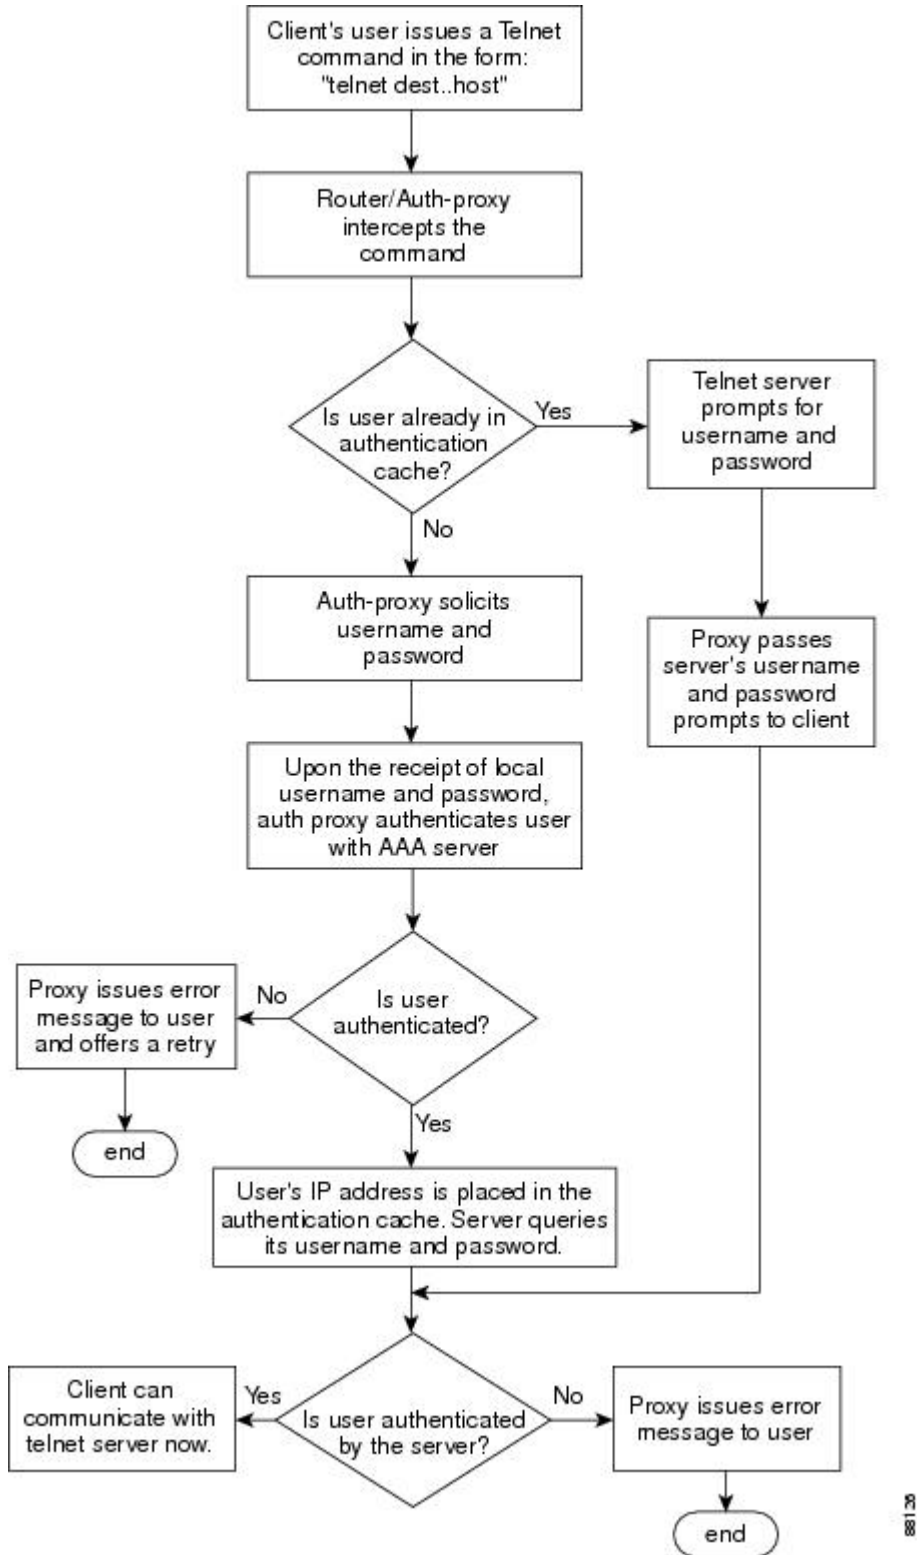 Client's user issues a Telnet
command in the form:
"telnet dest..host"
Router/Auth-proxy
intercepts the
command
Is user already in
authentication
cache?
Yes
Telnet server
prompts for
username and
password
No
Auth-proxy solicits
username and
password
Proxy passes
server's username
and password
prompts to client
Upon the receipt of local
username and password,
auth proxy authenticates user
with AAA server
Is user
authenticated?
No
Proxy issues error
message to user
and offers a retry
end
Yes
User's IP address is placed in the
authentication cache. Server queries
its username and password.
Is user authenticated
by the server?
Yes
Client can
communicate with
telnet server now.
No
Proxy issues error
message to user
end
88126